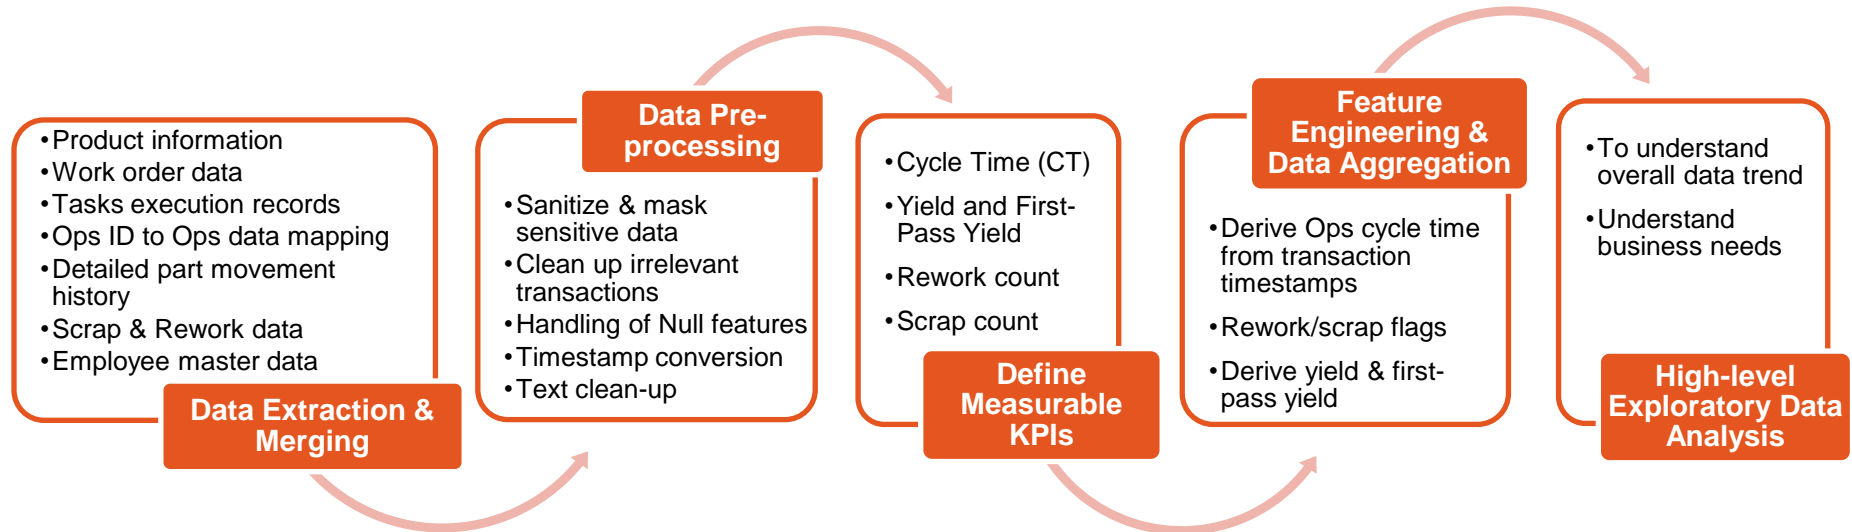 •Product information
•Work order data
•Tasks execution records
•Ops ID to Ops data mapping
•Detailed part movement
history
•Scrap & Rework data
•Employee master data
Data Extraction &
Merging
Data Pre-
processing
•Sanitize & mask
sensitive data
•Clean up irrelevant
transactions
•Handling of Null features
•Timestamp conversion
•Text clean-up
•Cycle Time (CT)
•Yield and First-
Pass Yield
•Rework count
•Scrap count
Define
Measurable
KPIs
Feature
Engineering &
Data Aggregation
•Derive Ops cycle time
from transaction
timestamps
•Rework/scrap flags
•Derive yield & first-
pass yield
•To understand
overall data trend
•Understand
business needs
High-level
Exploratory Data
Analysis